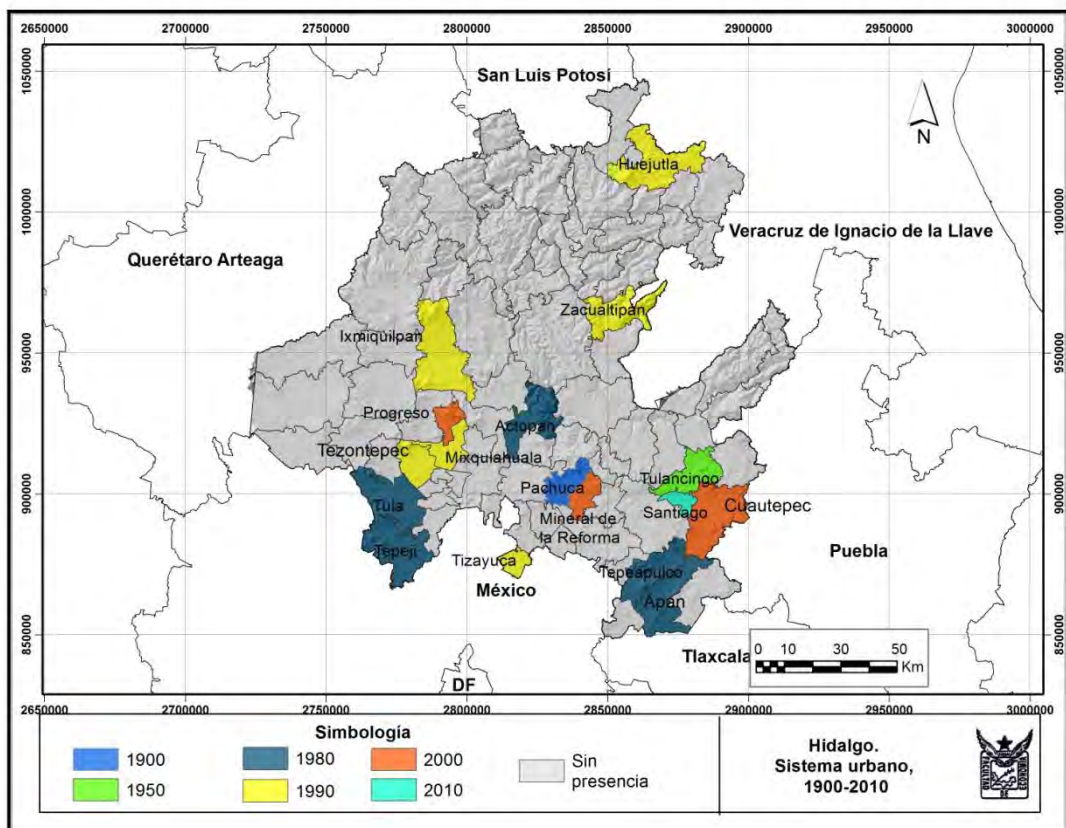 2650000 2700000 2750000 2800000 2850000 2900000 2950000 3000000
1050000 1050000
San Luis Potosí
N
Huejutla
1000000 1000000
Veracruz de Ignacio de la Llave
Querétaro Arteaga
Zacualtipán
Ixmiquilpan
950000 950000
Progreso
Actopan
Tezontepec
Mixquiahuala
Tulancingo
Pachuca
900000 900000
Tula
Santiago
Cuautepec
Mineral de
la Reforma
Tepeji
Puebla
Tizayuca
Tepeapulco
México
Apan
850000 850000
Tlaxcala
0 10 20 30 40 50
Km
DF
2650000 2700000 2750000 2800000 2850000 2900000 2950000 3000000
Simbología
1900
1950
1980
1990
2000
2010
Sin
presencia
Hidalgo.
Sistema urbano,
1900-2010